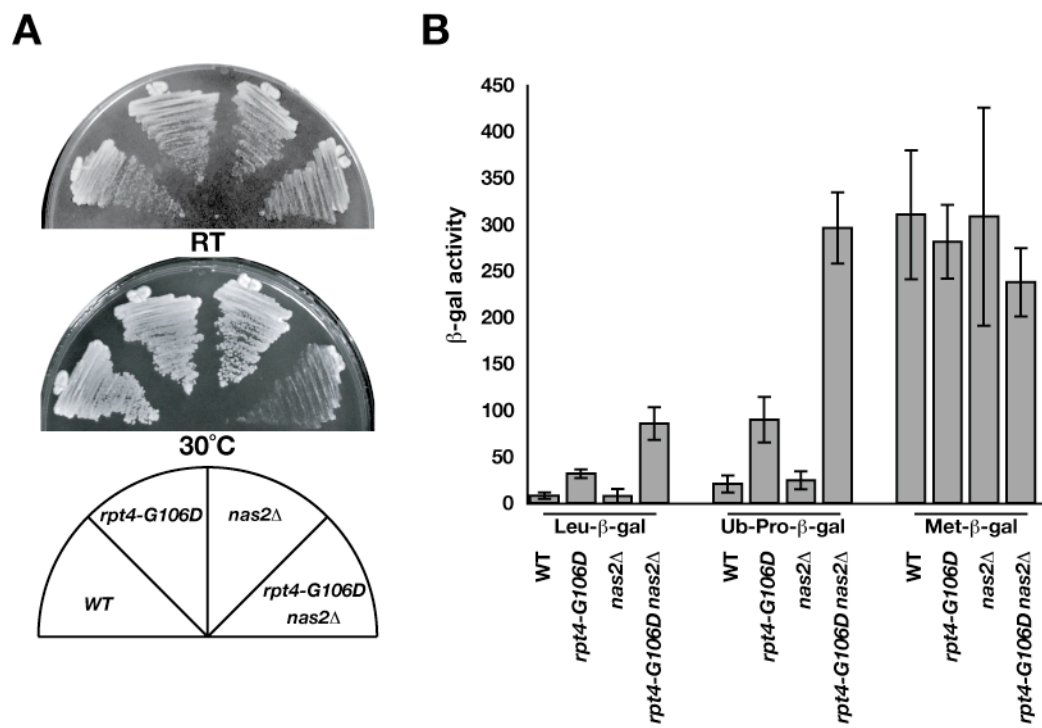 A
RT
30°C
rpt4-G106D
nas2Δ
WT
rpt4-G106D
nas2Δ
B
β-gal activity
450
400
350
300
250
200
150
100
50
0
Leu-β-gal
Ub-Pro-β-gal
Met-β-gal
WT
rpt4-G106D
nas2Δ
rpt4-G106D nas2Δ
WT
rpt4-G106D
nas2Δ
rpt4-G106D nas2Δ
WT
rpt4-G106D
nas2Δ
rpt4-G106D nas2Δ